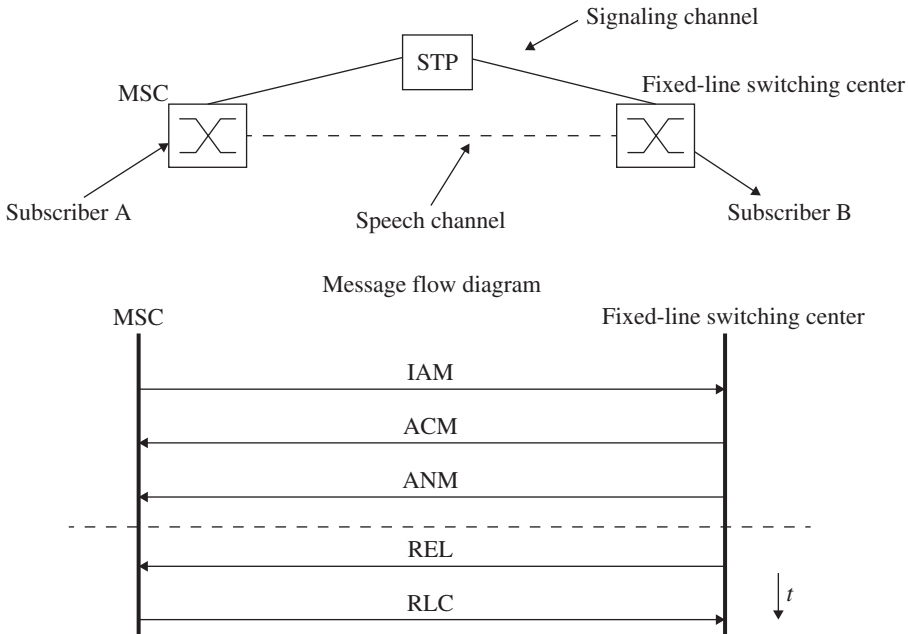 Signaling channel
STP
MSC
Fixed-line switching center
Subscriber A
Speech channel
Subscriber B
Message flow diagram
MSC
Fixed-line switching center
IAM
ACM
ANM
REL
RLC
t